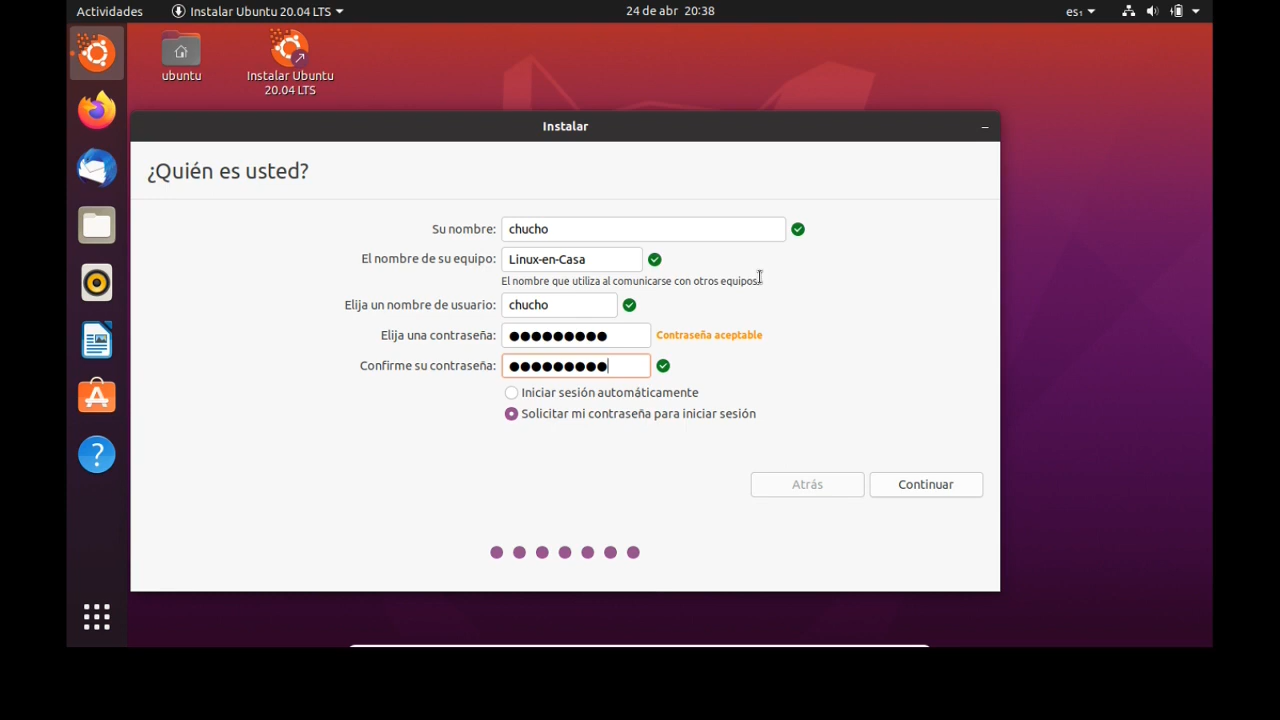 Actividades
Instalar Ubuntu 20.04 LTS
24 de abr 20:38
es₁
ubuntu
Instalar Ubuntu
20.04 LTS
Instalar
¿Quién es usted?
Su nombre: chucho
El nombre de su equipo: Linux-en-Casa
El nombre que utiliza al comunicarse con otros equipos.
Elija un nombre de usuario: chucho
Elija una contraseña: ●●●●●●●●● Contraseña aceptable
Confirme su contraseña: ●●●●●●●●●
Iniciar sesión automáticamente
Solicitar mi contraseña para iniciar sesión
Atrás
Continuar